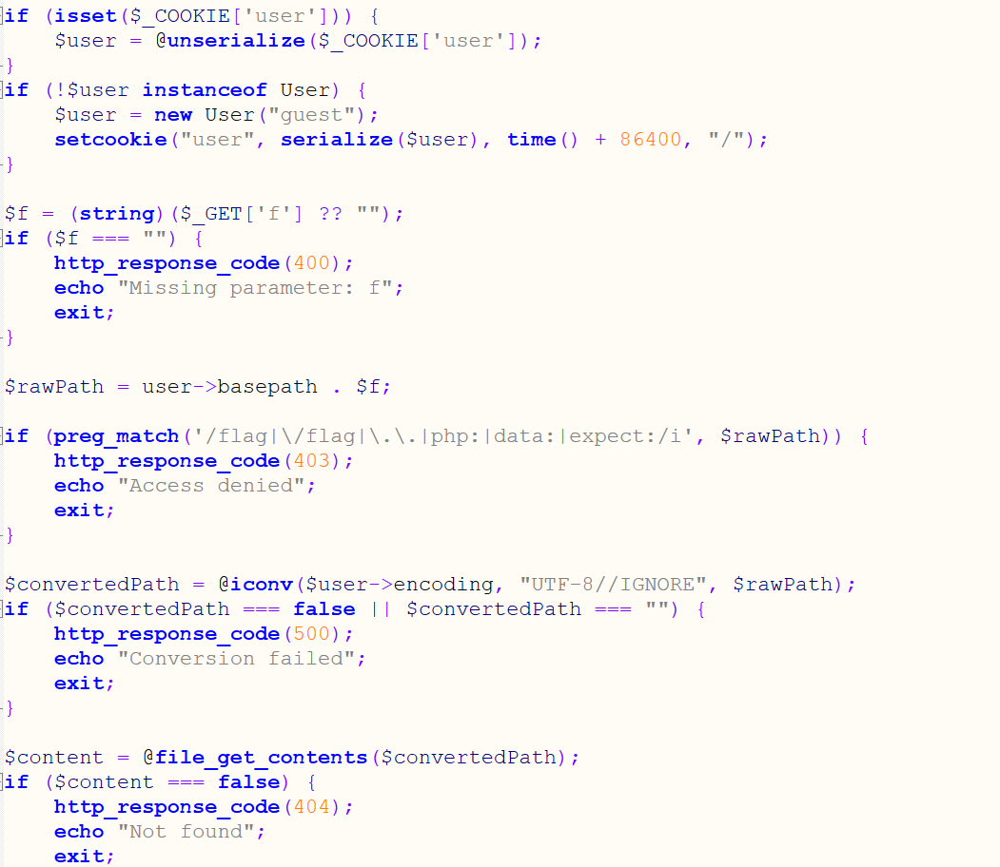 if (isset($_COOKIE['user'])) {
    $user = @unserialize($_COOKIE['user']);
}
if (!$user instanceof User) {
    $user = new User("guest");
    setcookie("user", serialize($user), time() + 86400, "/");
}

$f = (string)($_GET['f'] ?? "");
if ($f === "") {
    http_response_code(400);
    echo "Missing parameter: f";
    exit;
}

$rawPath = user->basepath . $f;

if (preg_match('/flag|\/flag|\.\.|php:|data:|expect:/i', $rawPath)) {
    http_response_code(403);
    echo "Access denied";
    exit;
}

$convertedPath = @iconv($user->encoding, "UTF-8//IGNORE", $rawPath);
if ($convertedPath === false || $convertedPath === "") {
    http_response_code(500);
    echo "Conversion failed";
    exit;
}

$content = @file_get_contents($convertedPath);
if ($content === false) {
    http_response_code(404);
    echo "Not found";
    exit;